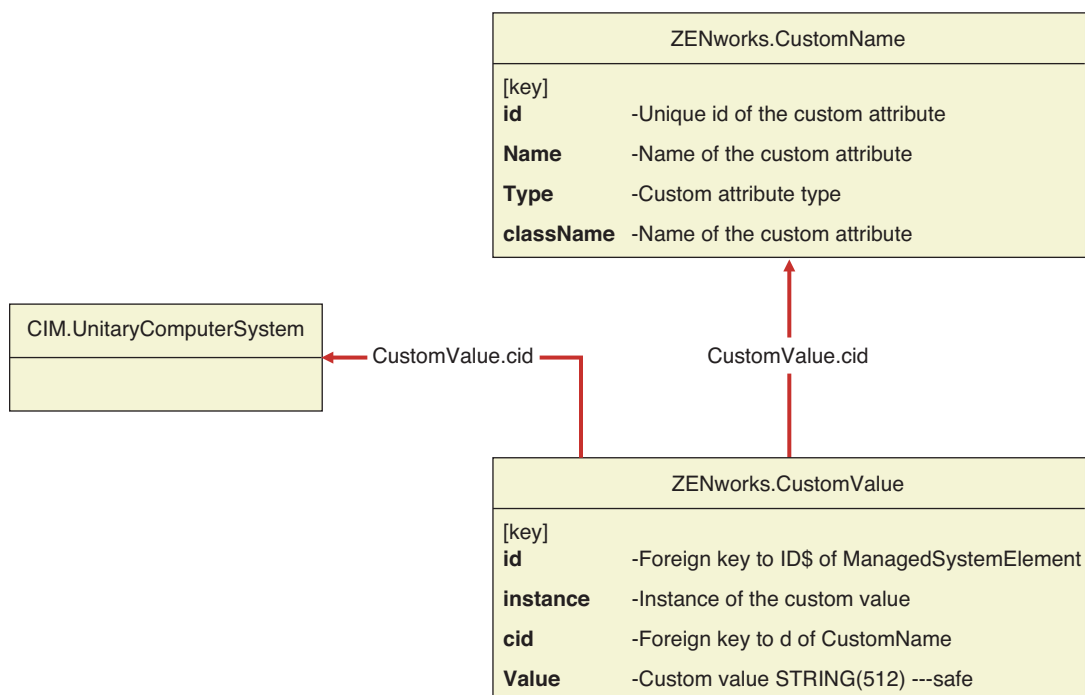 ZENworks.CustomName
[key]
id -Unique id of the custom attribute
Name -Name of the custom attribute
Type -Custom attribute type
className -Name of the custom attribute
CIM.UnitaryComputerSystem
CustomValue.cid
CustomValue.cid
ZENworks.CustomValue
[key]
id -Foreign key to ID$ of ManagedSystemElement
instance -Instance of the custom value
cid -Foreign key to d of CustomName
Value -Custom value STRING(512) ---safe